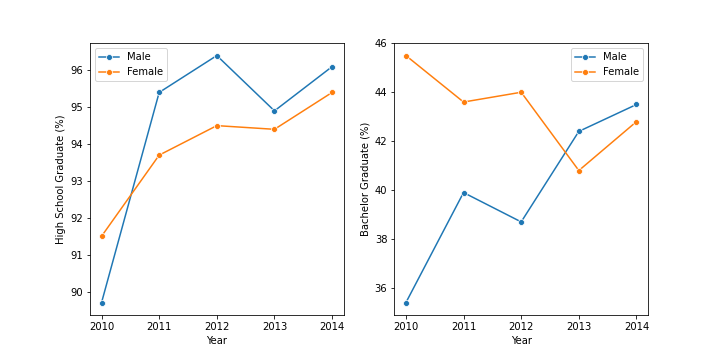 High School Graduate (%)
96
95
94
93
92
91
90
Male
Female
2010 2011 2012 2013 2014
Year
Bachelor Graduate (%)
46
44
42
40
38
36
Male
Female
2010 2011 2012 2013 2014
Year